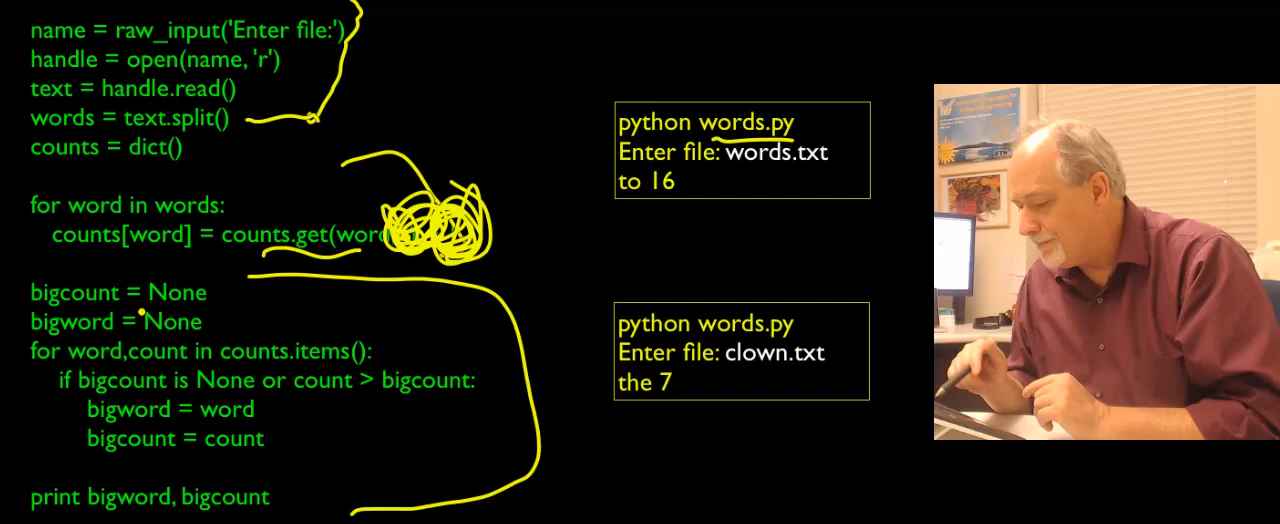 name = raw_input('Enter file:')
handle = open(name, 'r')
text = handle.read()
words = text.split()
counts = dict()
for word in words:
counts[word] = counts.get(word
bigcount = None
bigword = None
for word,count in counts.items():
if bigcount is None or count > bigcount:
bigword = word
bigcount = count
print bigword, bigcount
python words.py
Enter file: words.txt
to 16
python words.py
Enter file: clown.txt
the 7